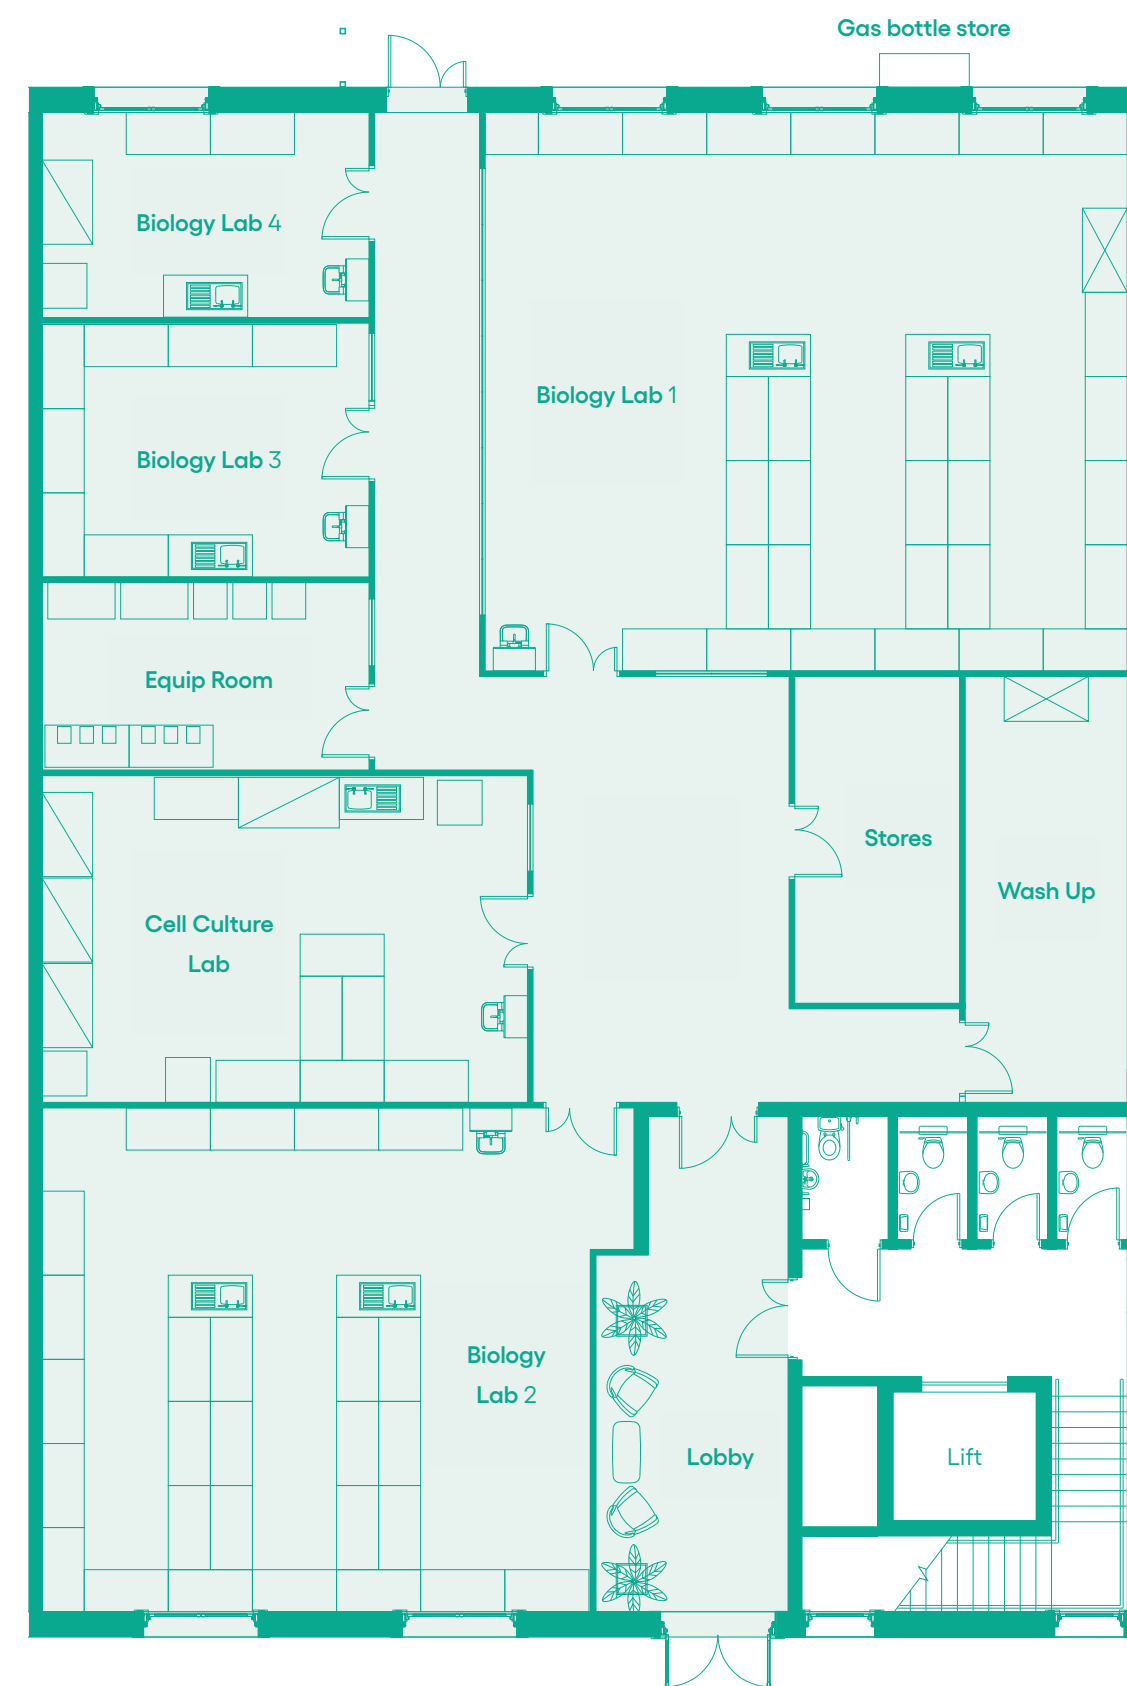 Gas bottle store
Biology Lab 4
Biology Lab 1
Biology Lab 3
Equip Room
Stores
Wash Up
Cell Culture
Lab
Biology
Lab 2
Lobby
Lift